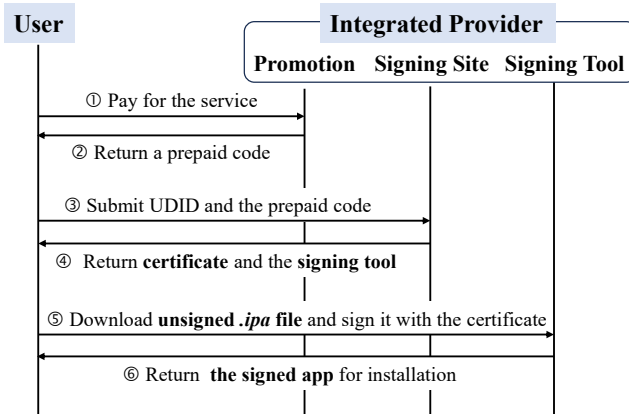 User
Integrated Provider
Promotion Signing Site Signing Tool
① Pay for the service
② Return a prepaid code
③ Submit UDID and the prepaid code
④ Return certificate and the signing tool
⑤ Download unsigned .ipa file and sign it with the certificate
⑥ Return the signed app for installation